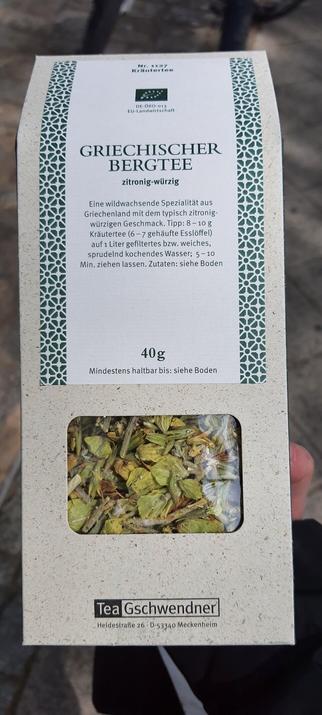 Nr. 1127
Kräutertee
DE-ÖKO-013
EU-Landwirtschaft
GRIECHISCHER
BERGTEE
zitronig-würzig
Eine wildwachsende Spezialität aus
Griechenland mit dem typisch zitronig-
würzigen Geschmack. Tipp: 8–10 g
Kräutertee (6–7 gehäufte Esslöffel)
auf 1 Liter gefiltertes bzw. weiches,
sprudelnd kochendes Wasser; 5–10
Min. ziehen lassen. Zutaten: siehe Boden
40g
Mindestens haltbar bis: siehe Boden
Tea Gschwendner
Heidestraße 26 · D-53340 Meckenheim